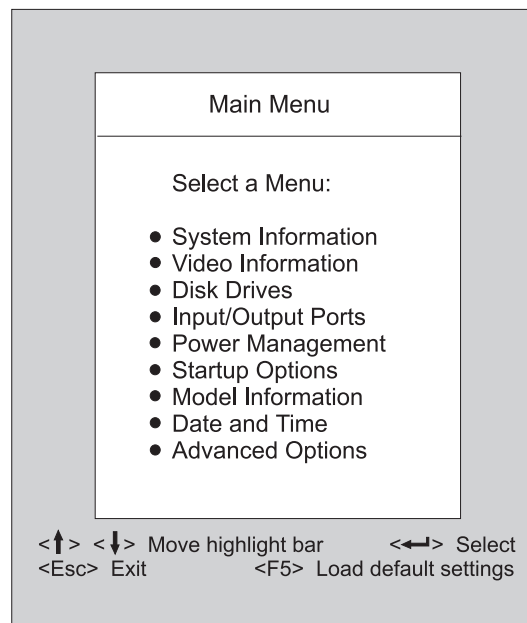 Main Menu
Select a Menu:
● System Information
● Video Information
● Disk Drives
● Input/Output Ports
● Power Management
● Startup Options
● Model Information
● Date and Time
● Advanced Options
<↑> <↓> Move highlight bar <↵> Select
<Esc> Exit <F5> Load default settings